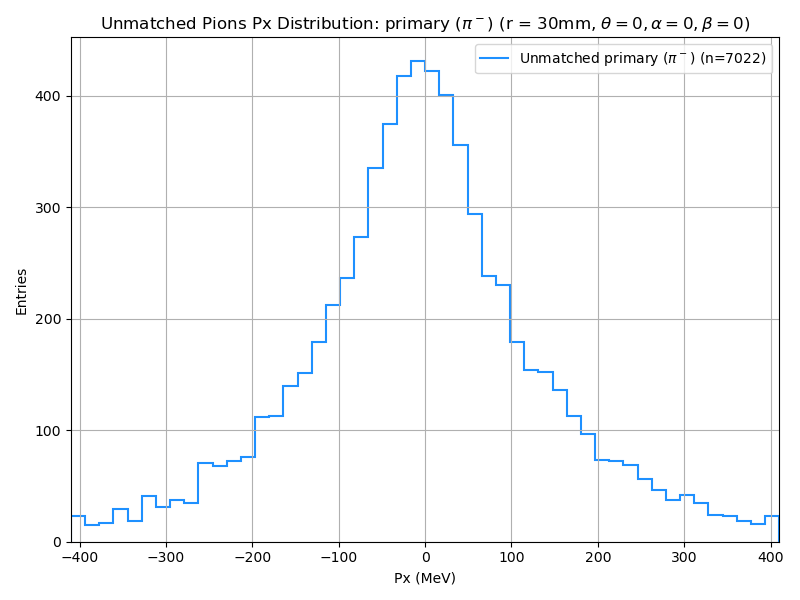 Unmatched Pions Px Distribution: primary (π⁻) (r = 30mm, θ = 0, α = 0, β = 0)
Unmatched primary (π⁻) (n=7022)
Entries
400
300
200
100
0
−400 −300 −200 −100 0 100 200 300 400
Px (MeV)